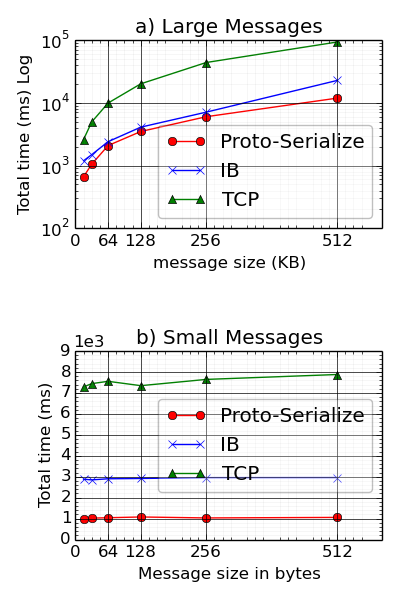 a) Large Messages
Total time (ms) Log
10^5
10^4
10^3
10^2
Proto-Serialize
IB
TCP
0 64 128 256 512
message size (KB)
b) Small Messages
1e3
Total time (ms)
9
8
7
6
5
4
3
2
1
0
Proto-Serialize
IB
TCP
0 64 128 256 512
Message size in bytes